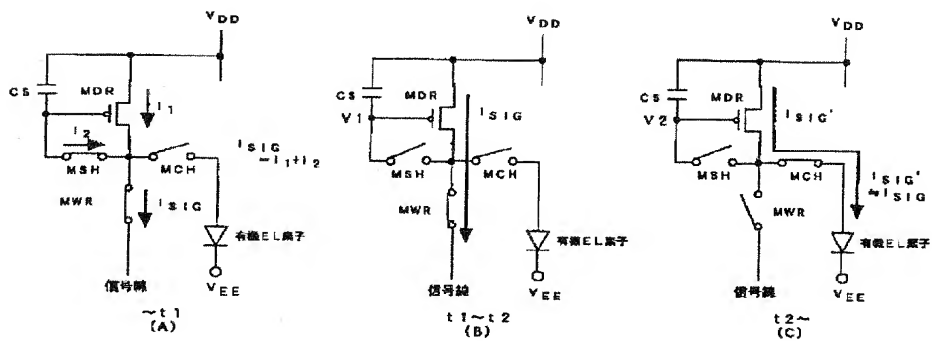 VDD
CS
MDR
I1
I2
MSH
MCH
ISIG
=I1+I2
MWR
ISIG
有機EL素子
信号線
VEE
~t1
(A)
VDD
CS
MDR
V1
ISIG
MSH
MCH
MWR
有機EL素子
信号線
VEE
t1~t2
(B)
VDD
CS
MDR
V2
ISIG'
MSH
MCH
ISIG'
≒ISIG
MWR
有機EL素子
信号線
VEE
t2~
(C)